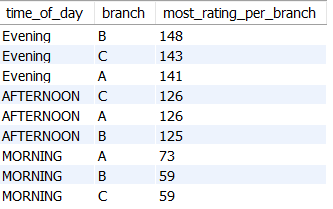 time_of_day branch most_rating_per_branch
Evening B 148
Evening C 143
Evening A 141
AFTERNOON C 126
AFTERNOON A 126
AFTERNOON B 125
MORNING A 73
MORNING B 59
MORNING C 59